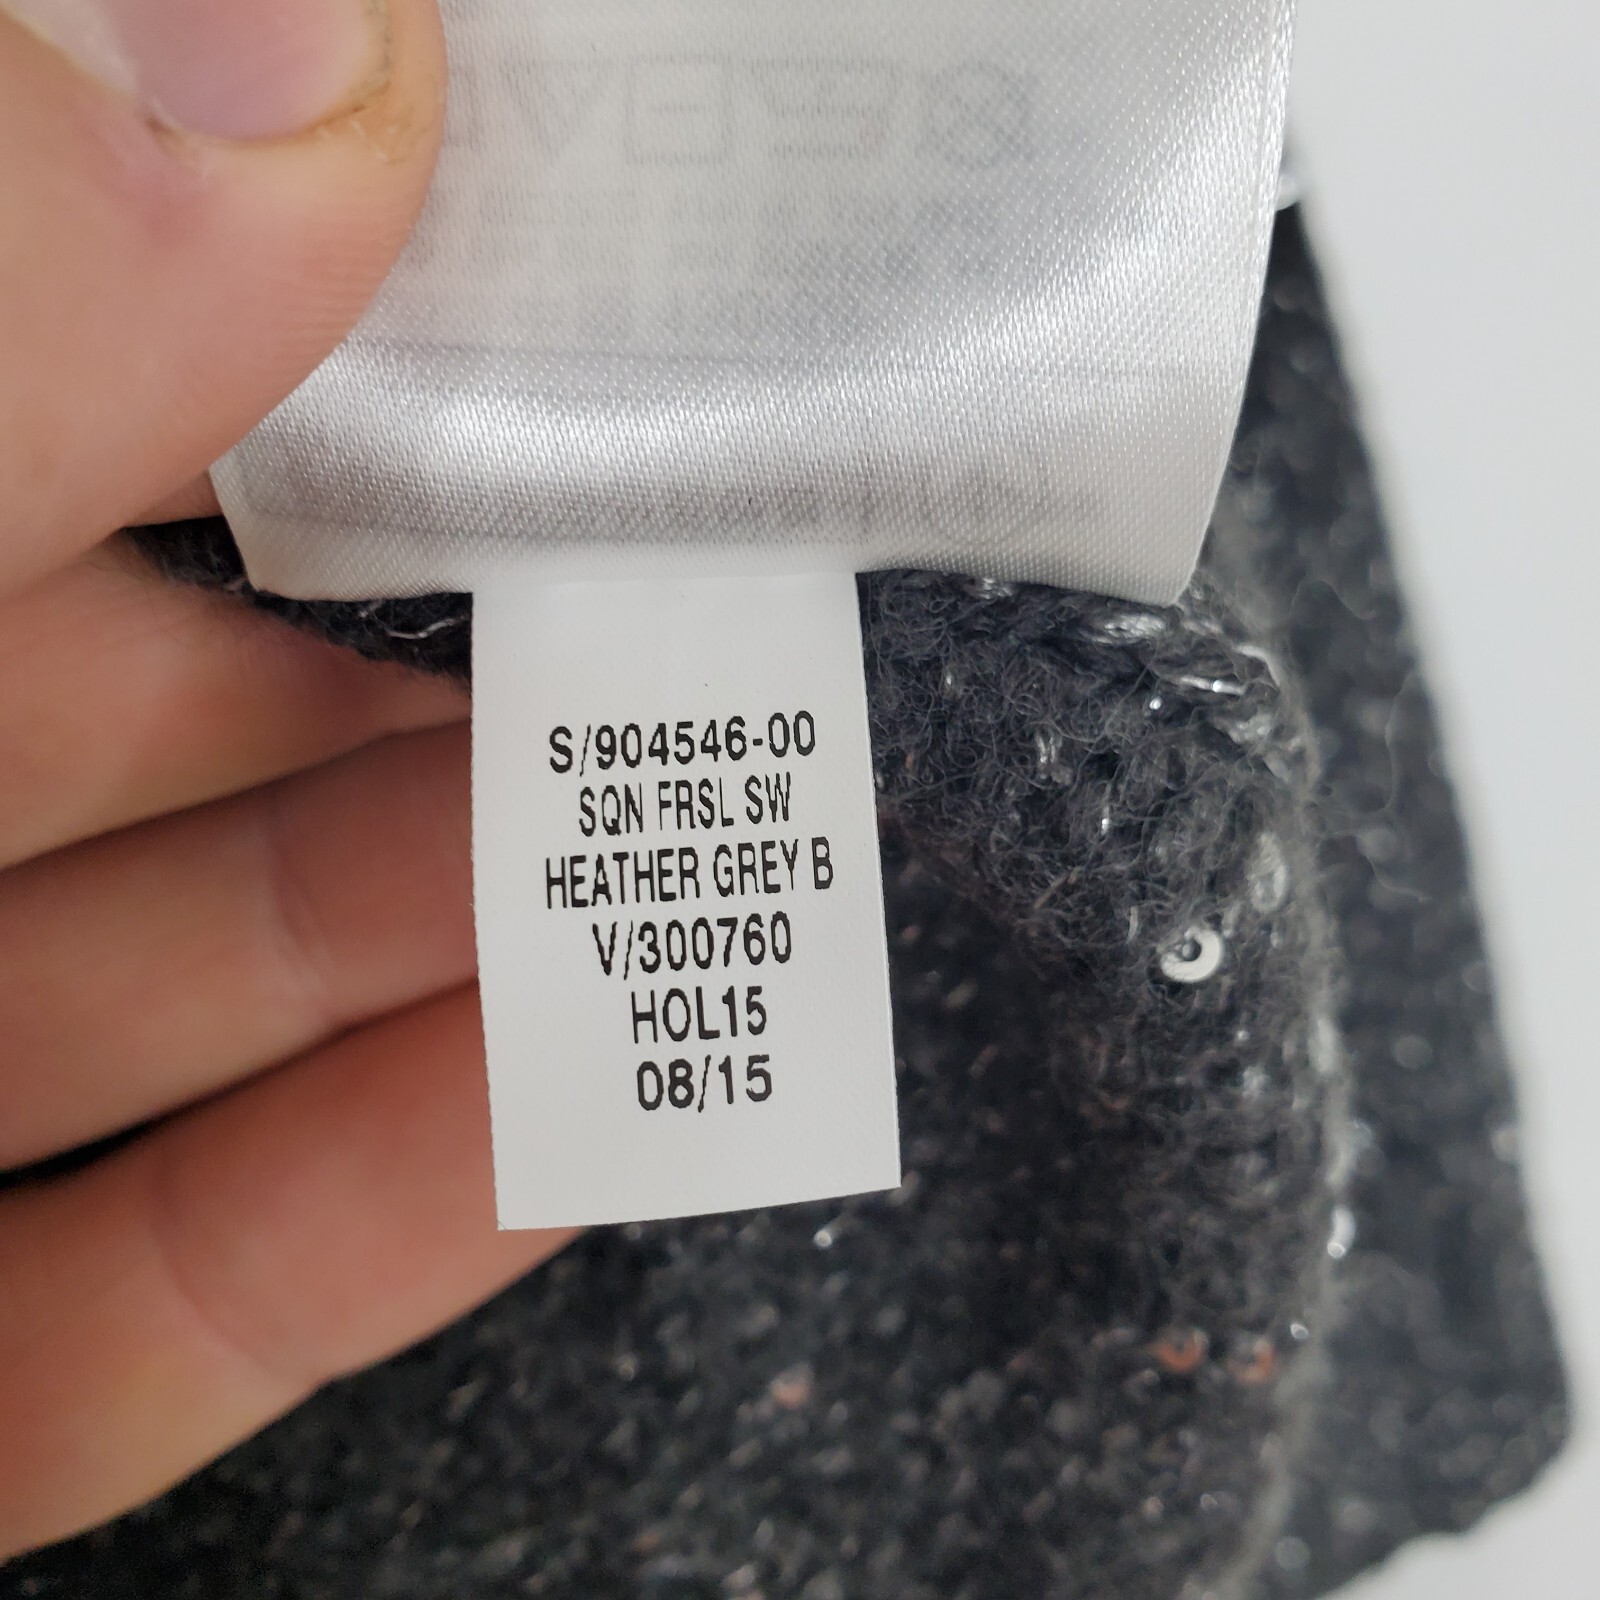 S/904546-00
SQN FRSL SW
HEATHER GREY B
V/300760
HOL15
08/15